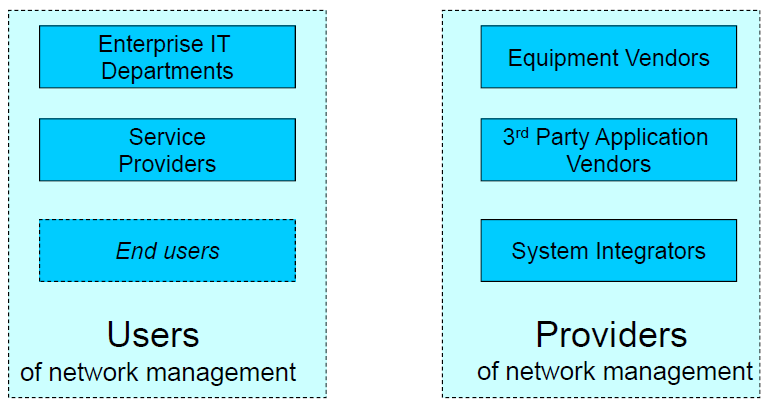 Enterprise IT
Departments
Service
Providers
End users
Users
of network management
Equipment Vendors
3rd Party Application
Vendors
System Integrators
Providers
of network management